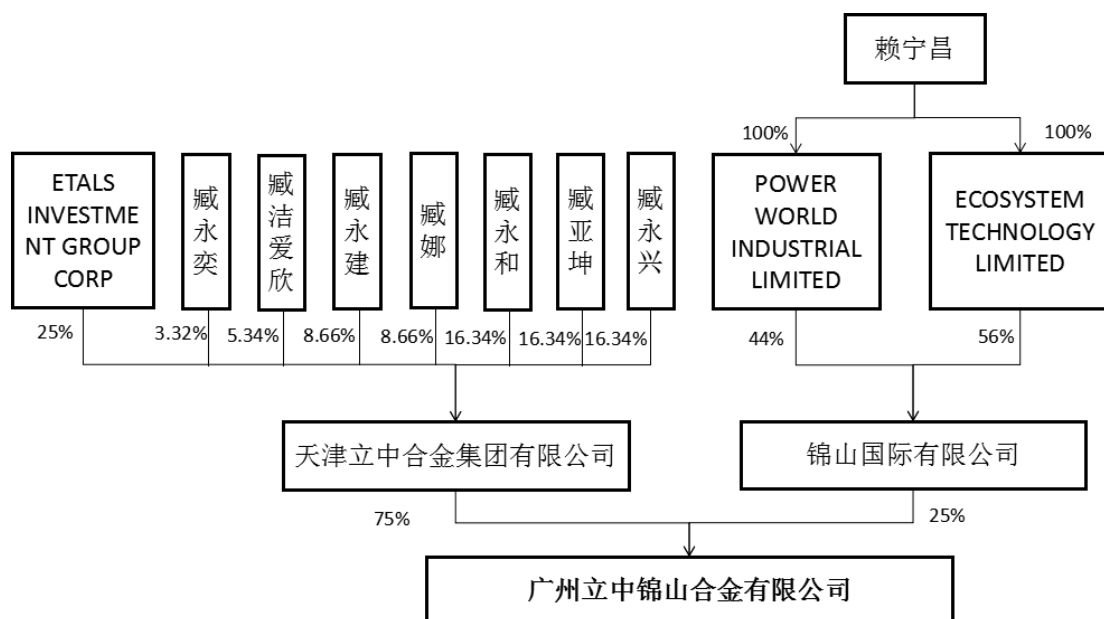 赖宁昌
100%
100%
ETALS
INVESTME
NT GROUP
CORP
臧永奕
臧洁爱欣
臧永建
臧娜
臧永和
臧亚坤
臧永兴
POWER
WORLD
INDUSTRIAL
LIMITED
ECOSYSTEM
TECHNOLOGY
LIMITED
25%
3.32%
5.34%
8.66%
8.66%
16.34%
16.34%
16.34%
44%
56%
天津立中合金集团有限公司
锦山国际有限公司
75%
25%
广州立中锦山合金有限公司